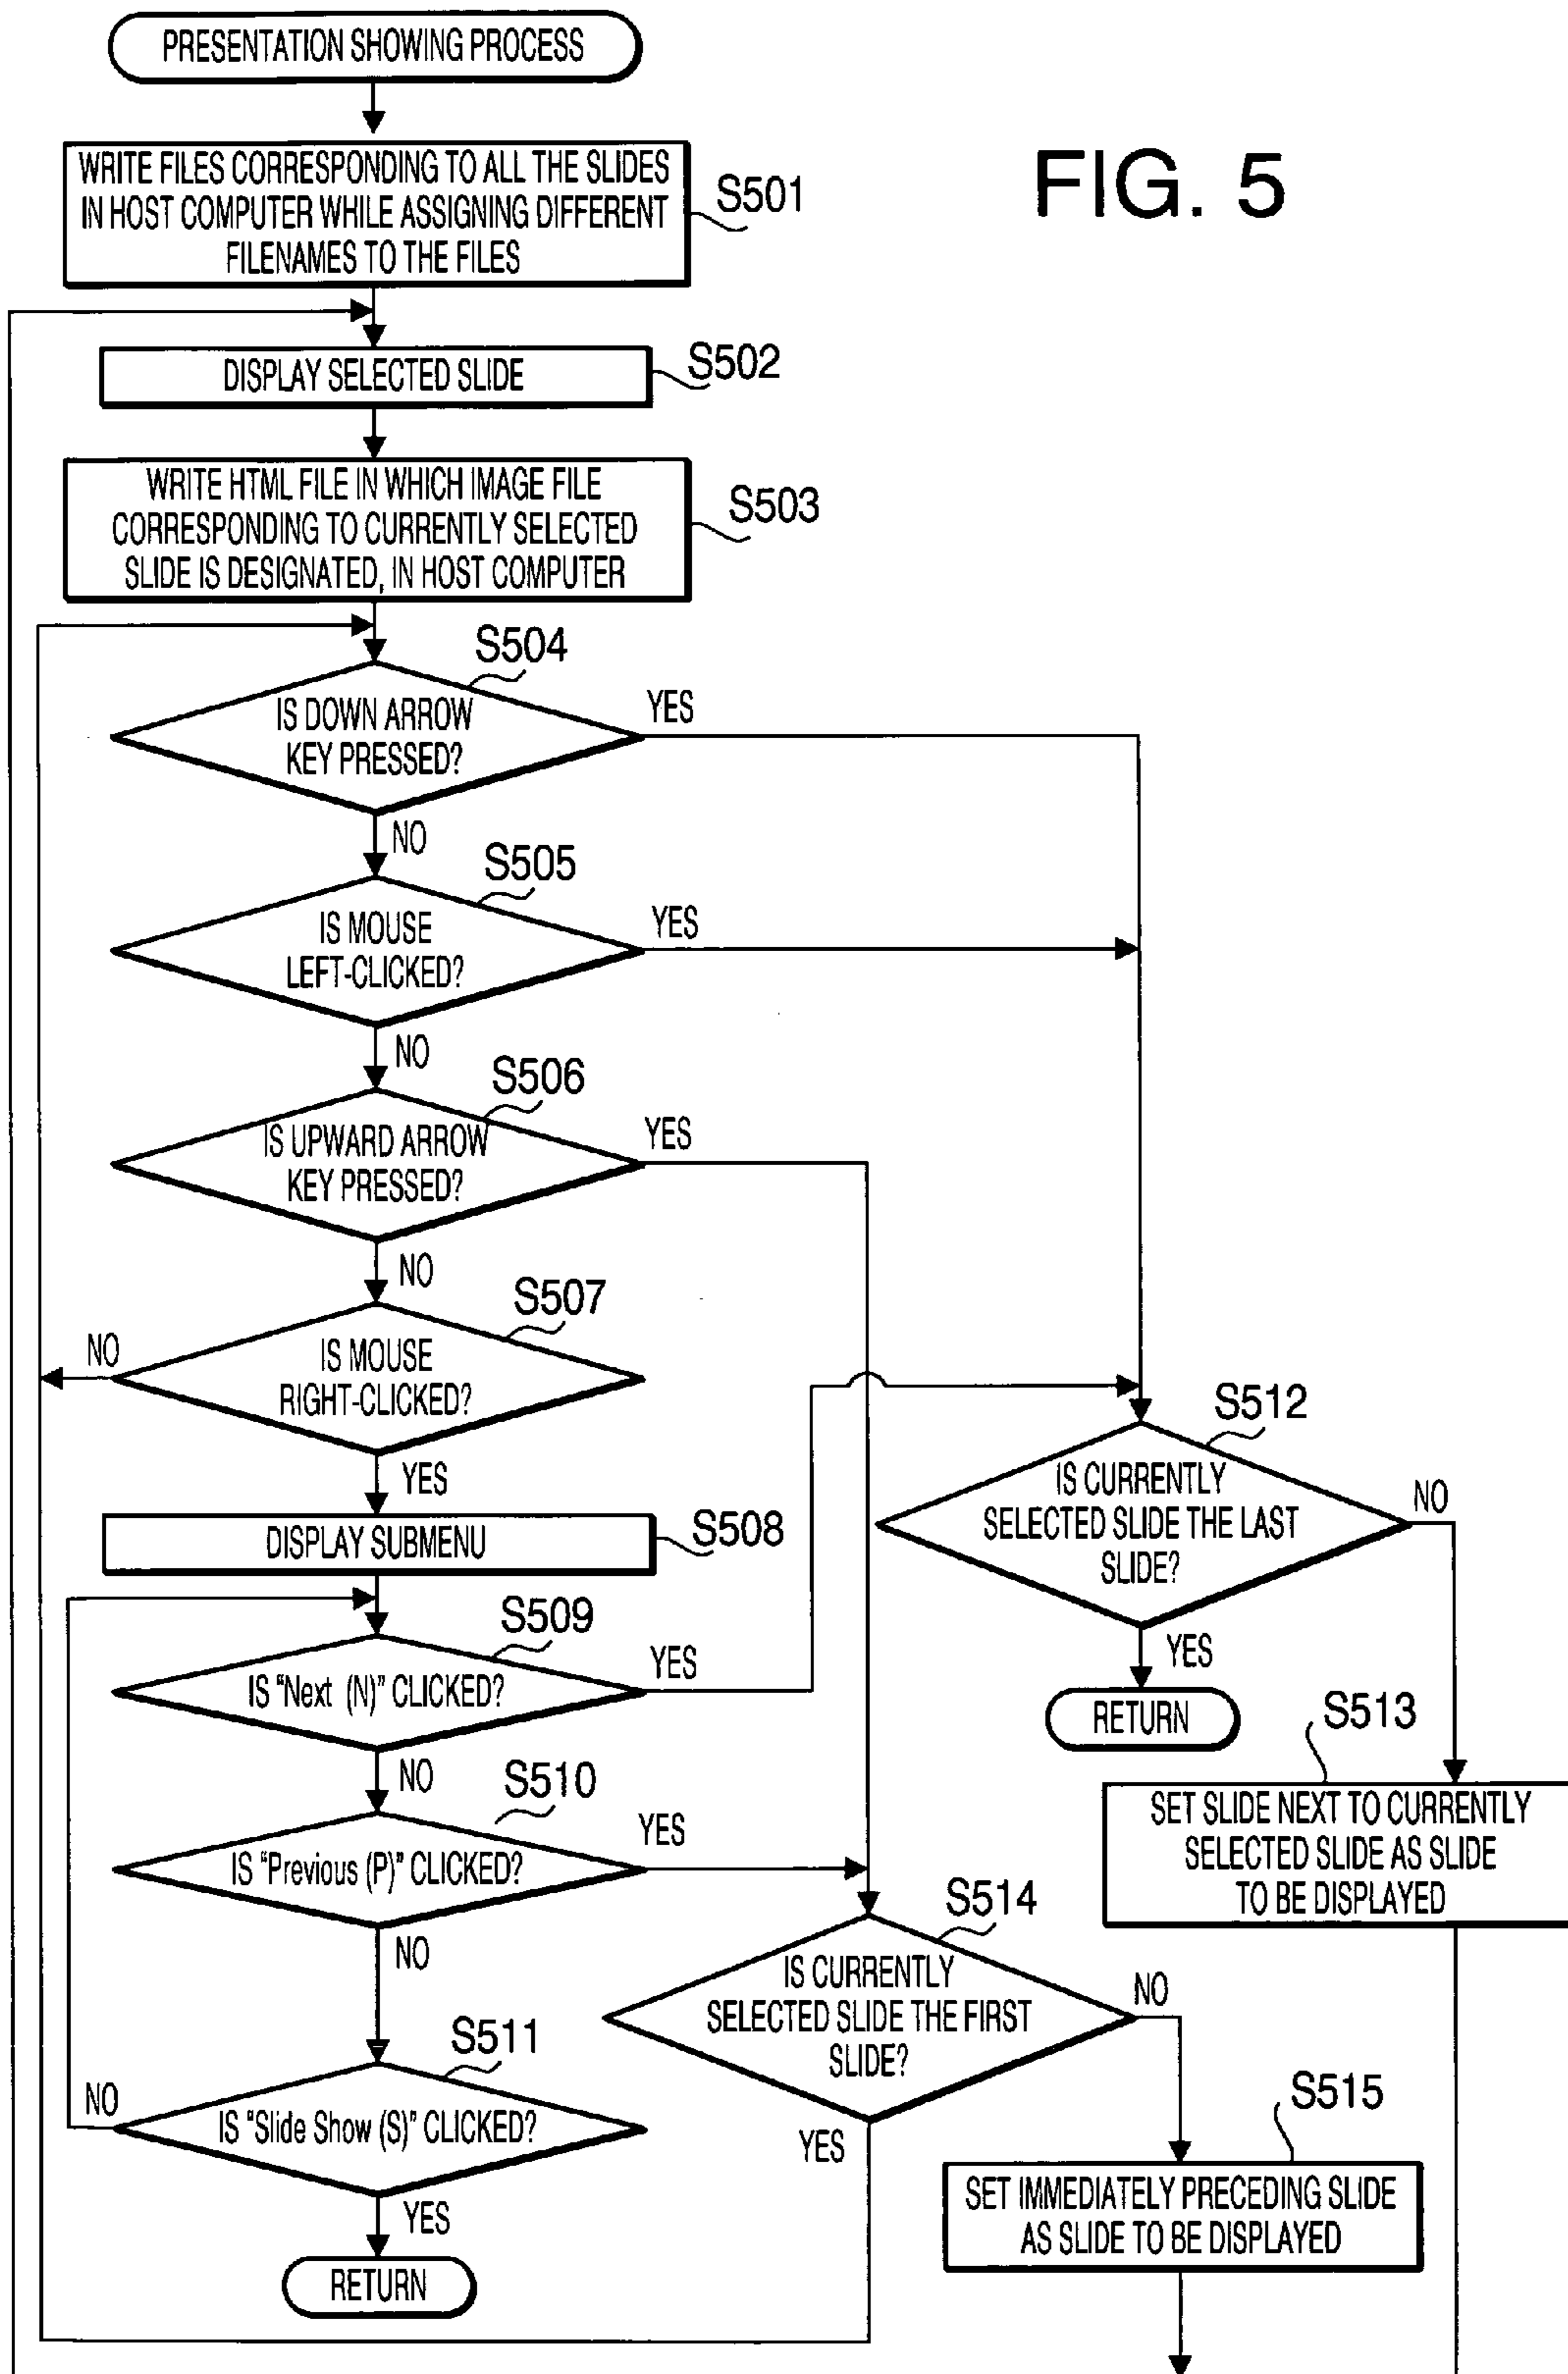 PRESENTATION SHOWING PROCESS
FIG. 5
WRITE FILES CORRESPONDING TO ALL THE SLIDES
IN HOST COMPUTER WHILE ASSIGNING DIFFERENT
FILENAMES TO THE FILES
S501
DISPLAY SELECTED SLIDE
S502
WRITE HTML FILE IN WHICH IMAGE FILE
CORRESPONDING TO CURRENTLY SELECTED
SLIDE IS DESIGNATED, IN HOST COMPUTER
S503
S504
IS DOWN ARROW
KEY PRESSED?
YES
NO
S505
IS MOUSE
LEFT-CLICKED?
YES
NO
S506
IS UPWARD ARROW
KEY PRESSED?
YES
NO
S507
IS MOUSE
RIGHT-CLICKED?
NO
YES
DISPLAY SUBMENU
S508
S509
IS "Next (N)" CLICKED?
YES
NO
S510
IS "Previous (P)" CLICKED?
YES
NO
S511
IS "Slide Show (S)" CLICKED?
NO
YES
RETURN
S512
IS CURRENTLY
SELECTED SLIDE THE LAST
SLIDE?
NO
YES
RETURN
S513
SET SLIDE NEXT TO CURRENTLY
SELECTED SLIDE AS SLIDE
TO BE DISPLAYED
S514
IS CURRENTLY
SELECTED SLIDE THE FIRST
SLIDE?
NO
YES
S515
SET IMMEDIATELY PRECEDING SLIDE
AS SLIDE TO BE DISPLAYED